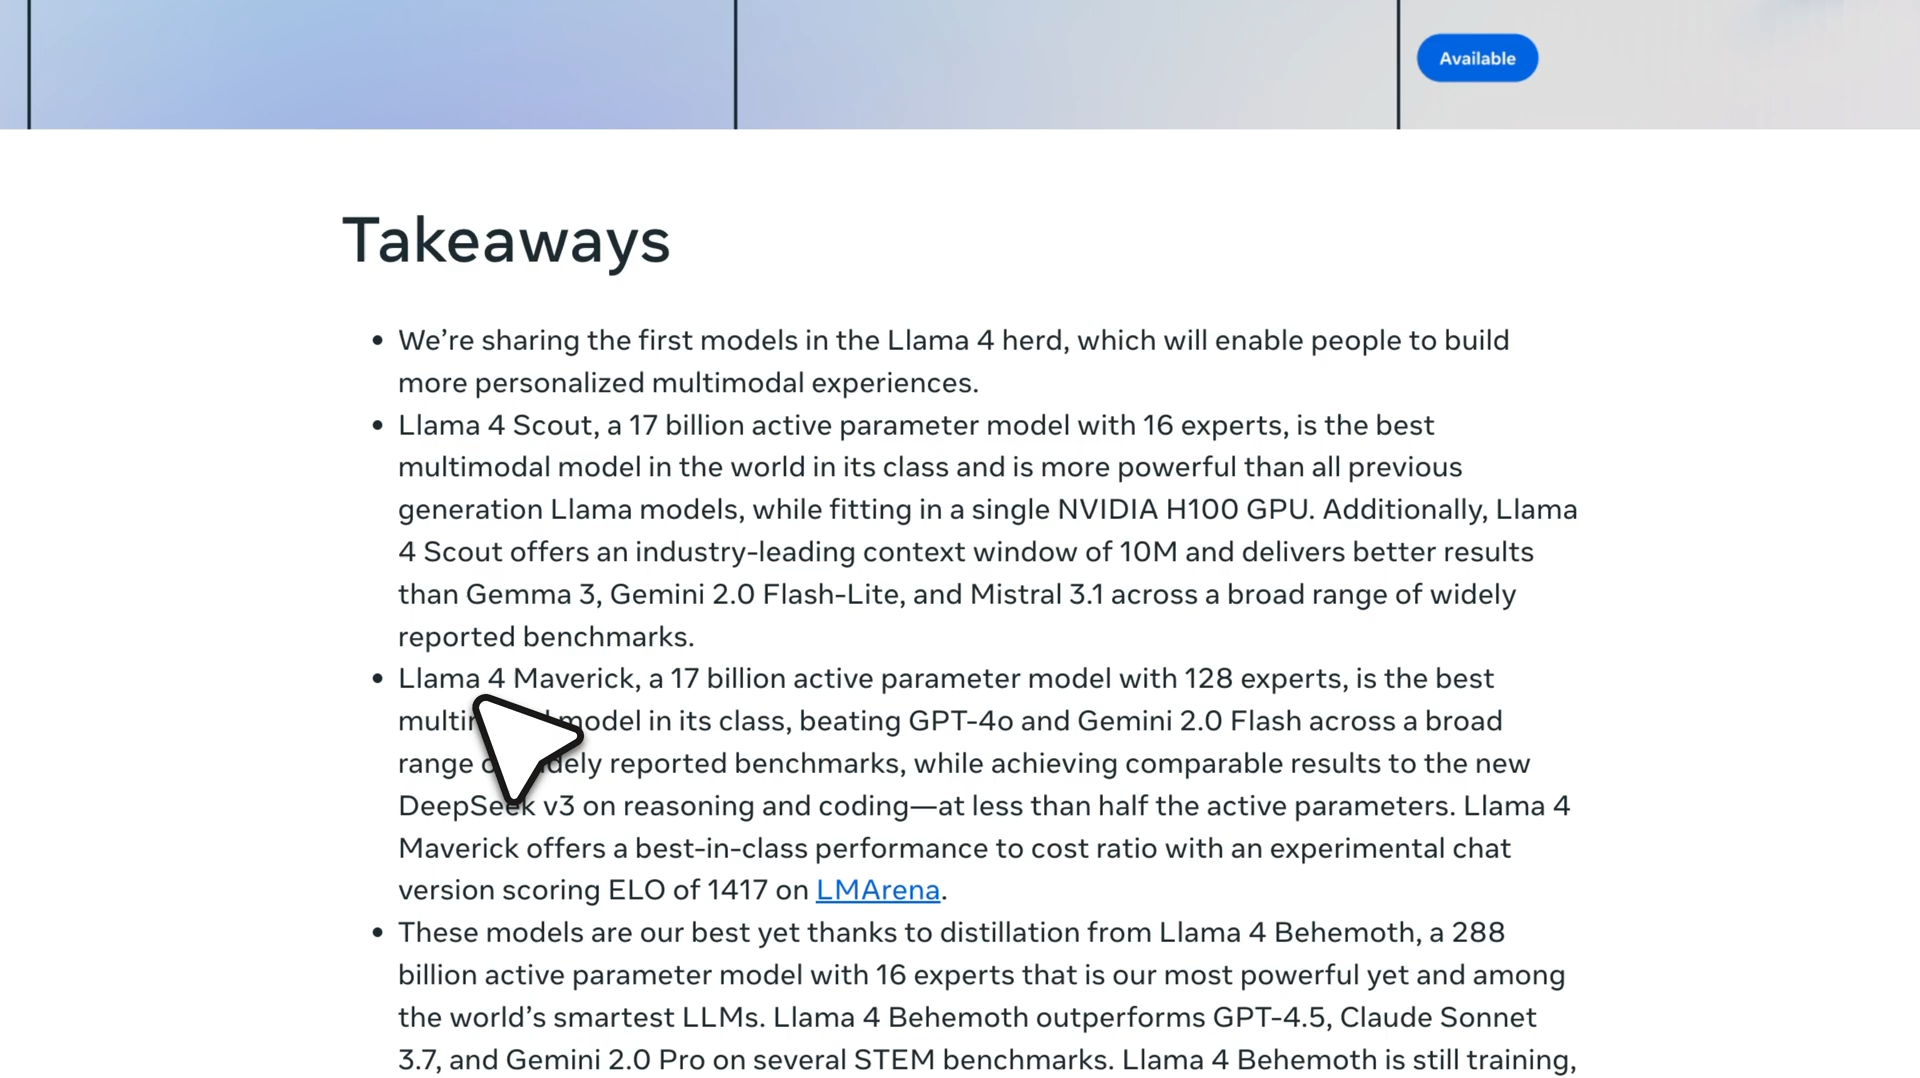 Available
Takeaways
• We’re sharing the first models in the Llama 4 herd, which will enable people to build
more personalized multimodal experiences.
• Llama 4 Scout, a 17 billion active parameter model with 16 experts, is the best
multimodal model in the world in its class and is more powerful than all previous
generation Llama models, while fitting in a single NVIDIA H100 GPU. Additionally, Llama
4 Scout offers an industry-leading context window of 10M and delivers better results
than Gemma 3, Gemini 2.0 Flash-Lite, and Mistral 3.1 across a broad range of widely
reported benchmarks.
• Llama 4 Maverick, a 17 billion active parameter model with 128 experts, is the best
model in its class, beating GPT-4o and Gemini 2.0 Flash across a broad
range reported benchmarks, while achieving comparable results to the new
DeepSeek v3 on reasoning and coding—at less than half the active parameters. Llama 4
Maverick offers a best-in-class performance to cost ratio with an experimental chat
version scoring ELO of 1417 on LMArena.
• These models are our best yet thanks to distillation from Llama 4 Behemoth, a 288
billion active parameter model with 16 experts that is our most powerful yet and among
the world’s smartest LLMs. Llama 4 Behemoth outperforms GPT-4.5, Claude Sonnet
3.7, and Gemini 2.0 Pro on several STEM benchmarks. Llama 4 Behemoth is still training,